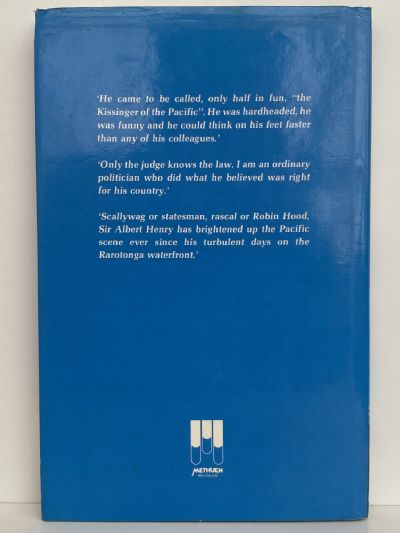 ‘He came to be called, only half in fun, “the
Kissinger of the Pacific”. He was hardheaded, he
was funny and he could think on his feet faster
than any of his colleagues.’
‘Only the judge knows the law. I am an ordinary
politician who did what he believed was right
for his country.’
‘Scallywag or statesman, rascal or Robin Hood,
Sir Albert Henry has brightened up the Pacific
scene ever since his turbulent days on the
Rarotonga waterfront.’
METHUEN
NEW ZEALAND